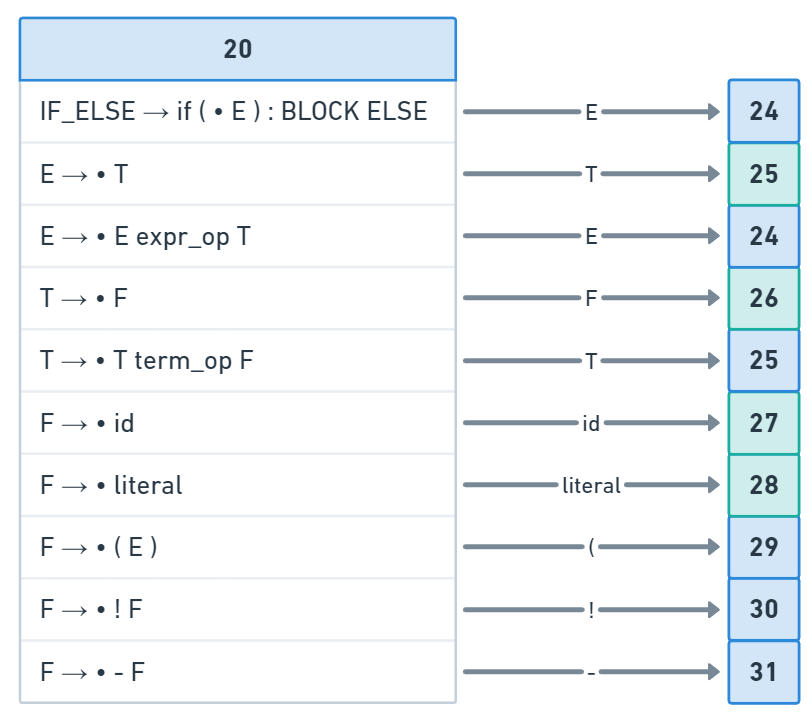 20
IF_ELSE → if ( • E ) : BLOCK ELSE E 24
E → • T T 25
E → • E expr_op T E 24
T → • F F 26
T → • T term_op F T 25
F → • id id 27
F → • literal literal 28
F → • ( E ) ( 29
F → • ! F ! 30
F → • - F - 31